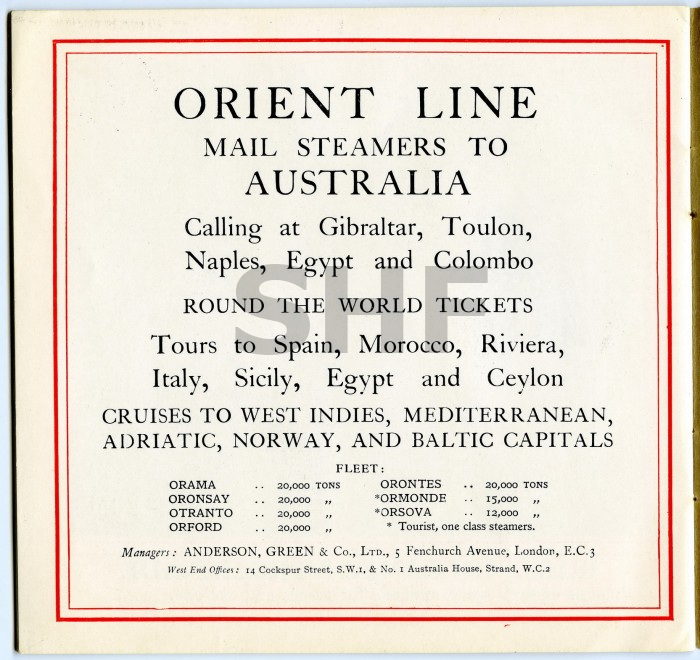 ORIENT LINE
MAIL STEAMERS TO
AUSTRALIA
Calling at Gibraltar, Toulon,
Naples, Egypt and Colombo
SHF
ROUND THE WORLD TICKETS
Tours to Spain, Morocco, Riviera,
Italy, Sicily, Egypt and Ceylon
CRUISES TO WEST INDIES, MEDITERRANEAN,
ADRIATIC, NORWAY, AND BALTIC CAPITALS
FLEET:
ORAMA .. 20,000 TONS ORONTES .. 20,000 TONS
ORONSAY .. 20,000 „ *ORMONDE .. 15,000 „
OTRANTO .. 20,000 „ *ORSOVA .. 12,000 „
ORFORD .. 20,000 „ * Tourist, one class steamers.
Managers: ANDERSON, GREEN & Co., LTD., 5 Fenchurch Avenue, London, E.C.3
West End Offices: 14 Cockspur Street, S.W.1, & No. 1 Australia House, Strand, W.C.2